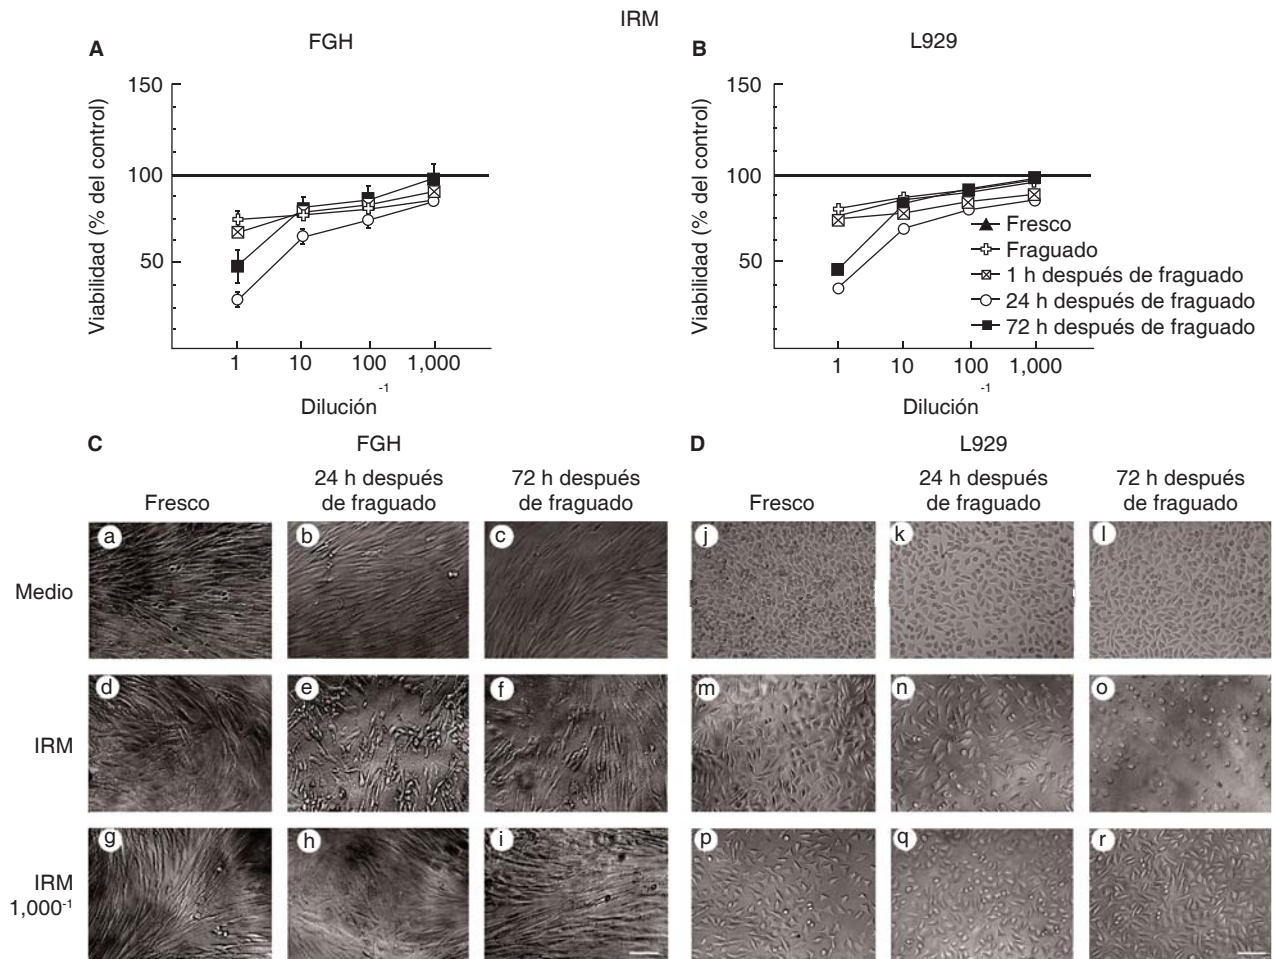 IRM
A
FGH
Viabilidad (% del control)
150
100
50
1 10 100 1,000
Dilución -1
B
L929
Viabilidad (% del control)
150
100
50
1 10 100 1,000
Dilución -1
Fresco
Fraguado
1 h después de fraguado
24 h después de fraguado
72 h después de fraguado
C
FGH
Fresco
24 h después
de fraguado
72 h después
de fraguado
D
L929
Fresco
24 h después
de fraguado
72 h después
de fraguado
Medio
a b c j k l
IRM
d e f m n o
IRM
1,000-1
g h i p q r